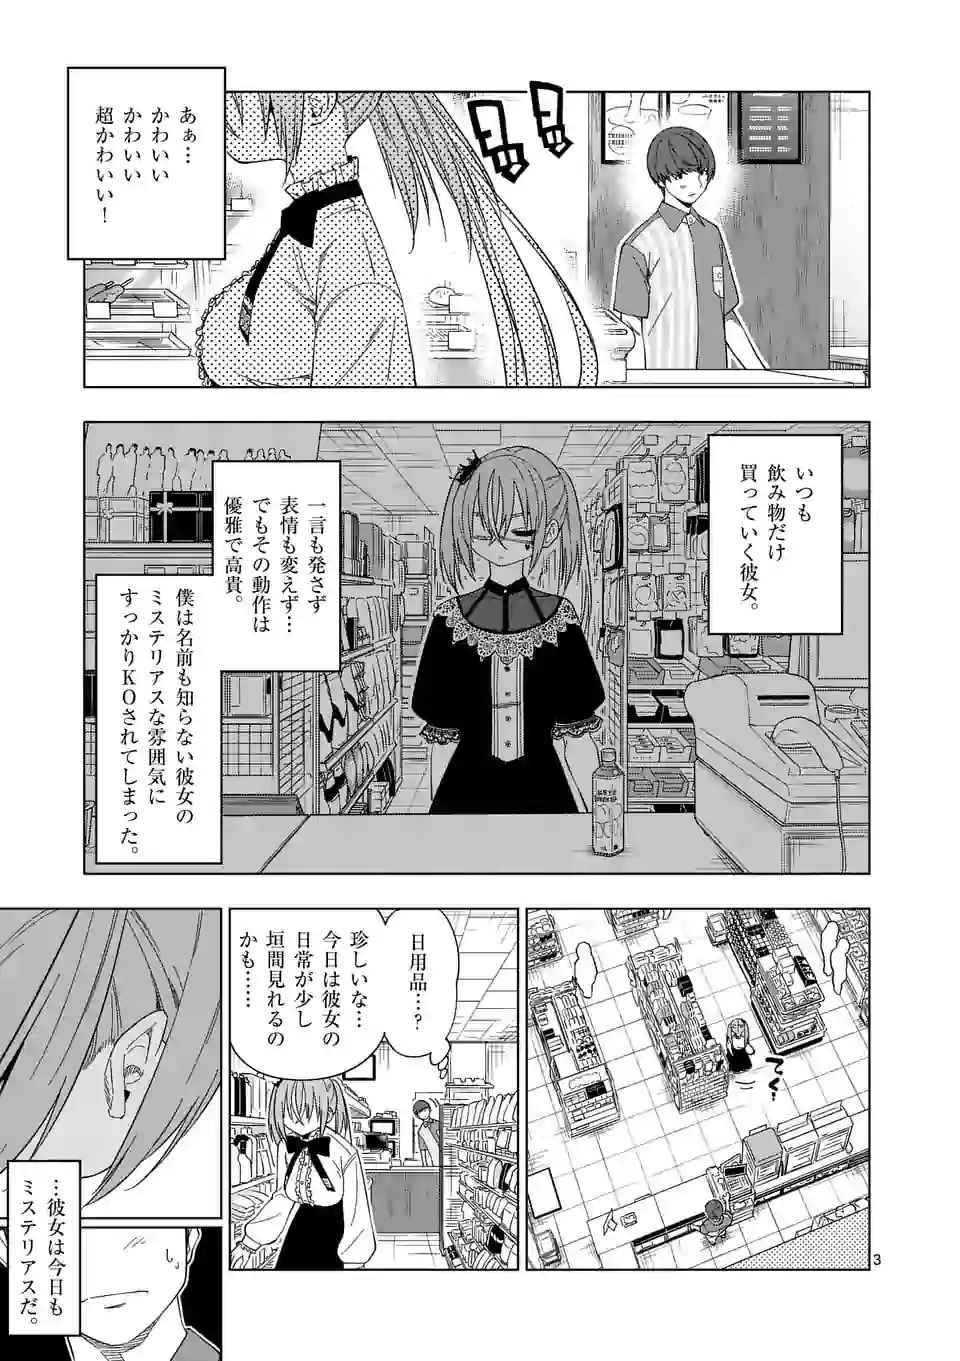 あぁ…
かわいい
かわいい
超かわいい！
いつも
飲み物だけ
買っていく彼女。
一言も発さず
表情も変えず…
でもその動作は
優雅で高貴。
僕は名前も知らない彼女の
ミステリアスな雰囲気に
すっかりKOされてしまった。
てくっ
日用品…？
珍しいな…
今日は彼女の
日常が少し
垣間見れるの
かも……
…彼女は今日も
ミステリアスだ。
3